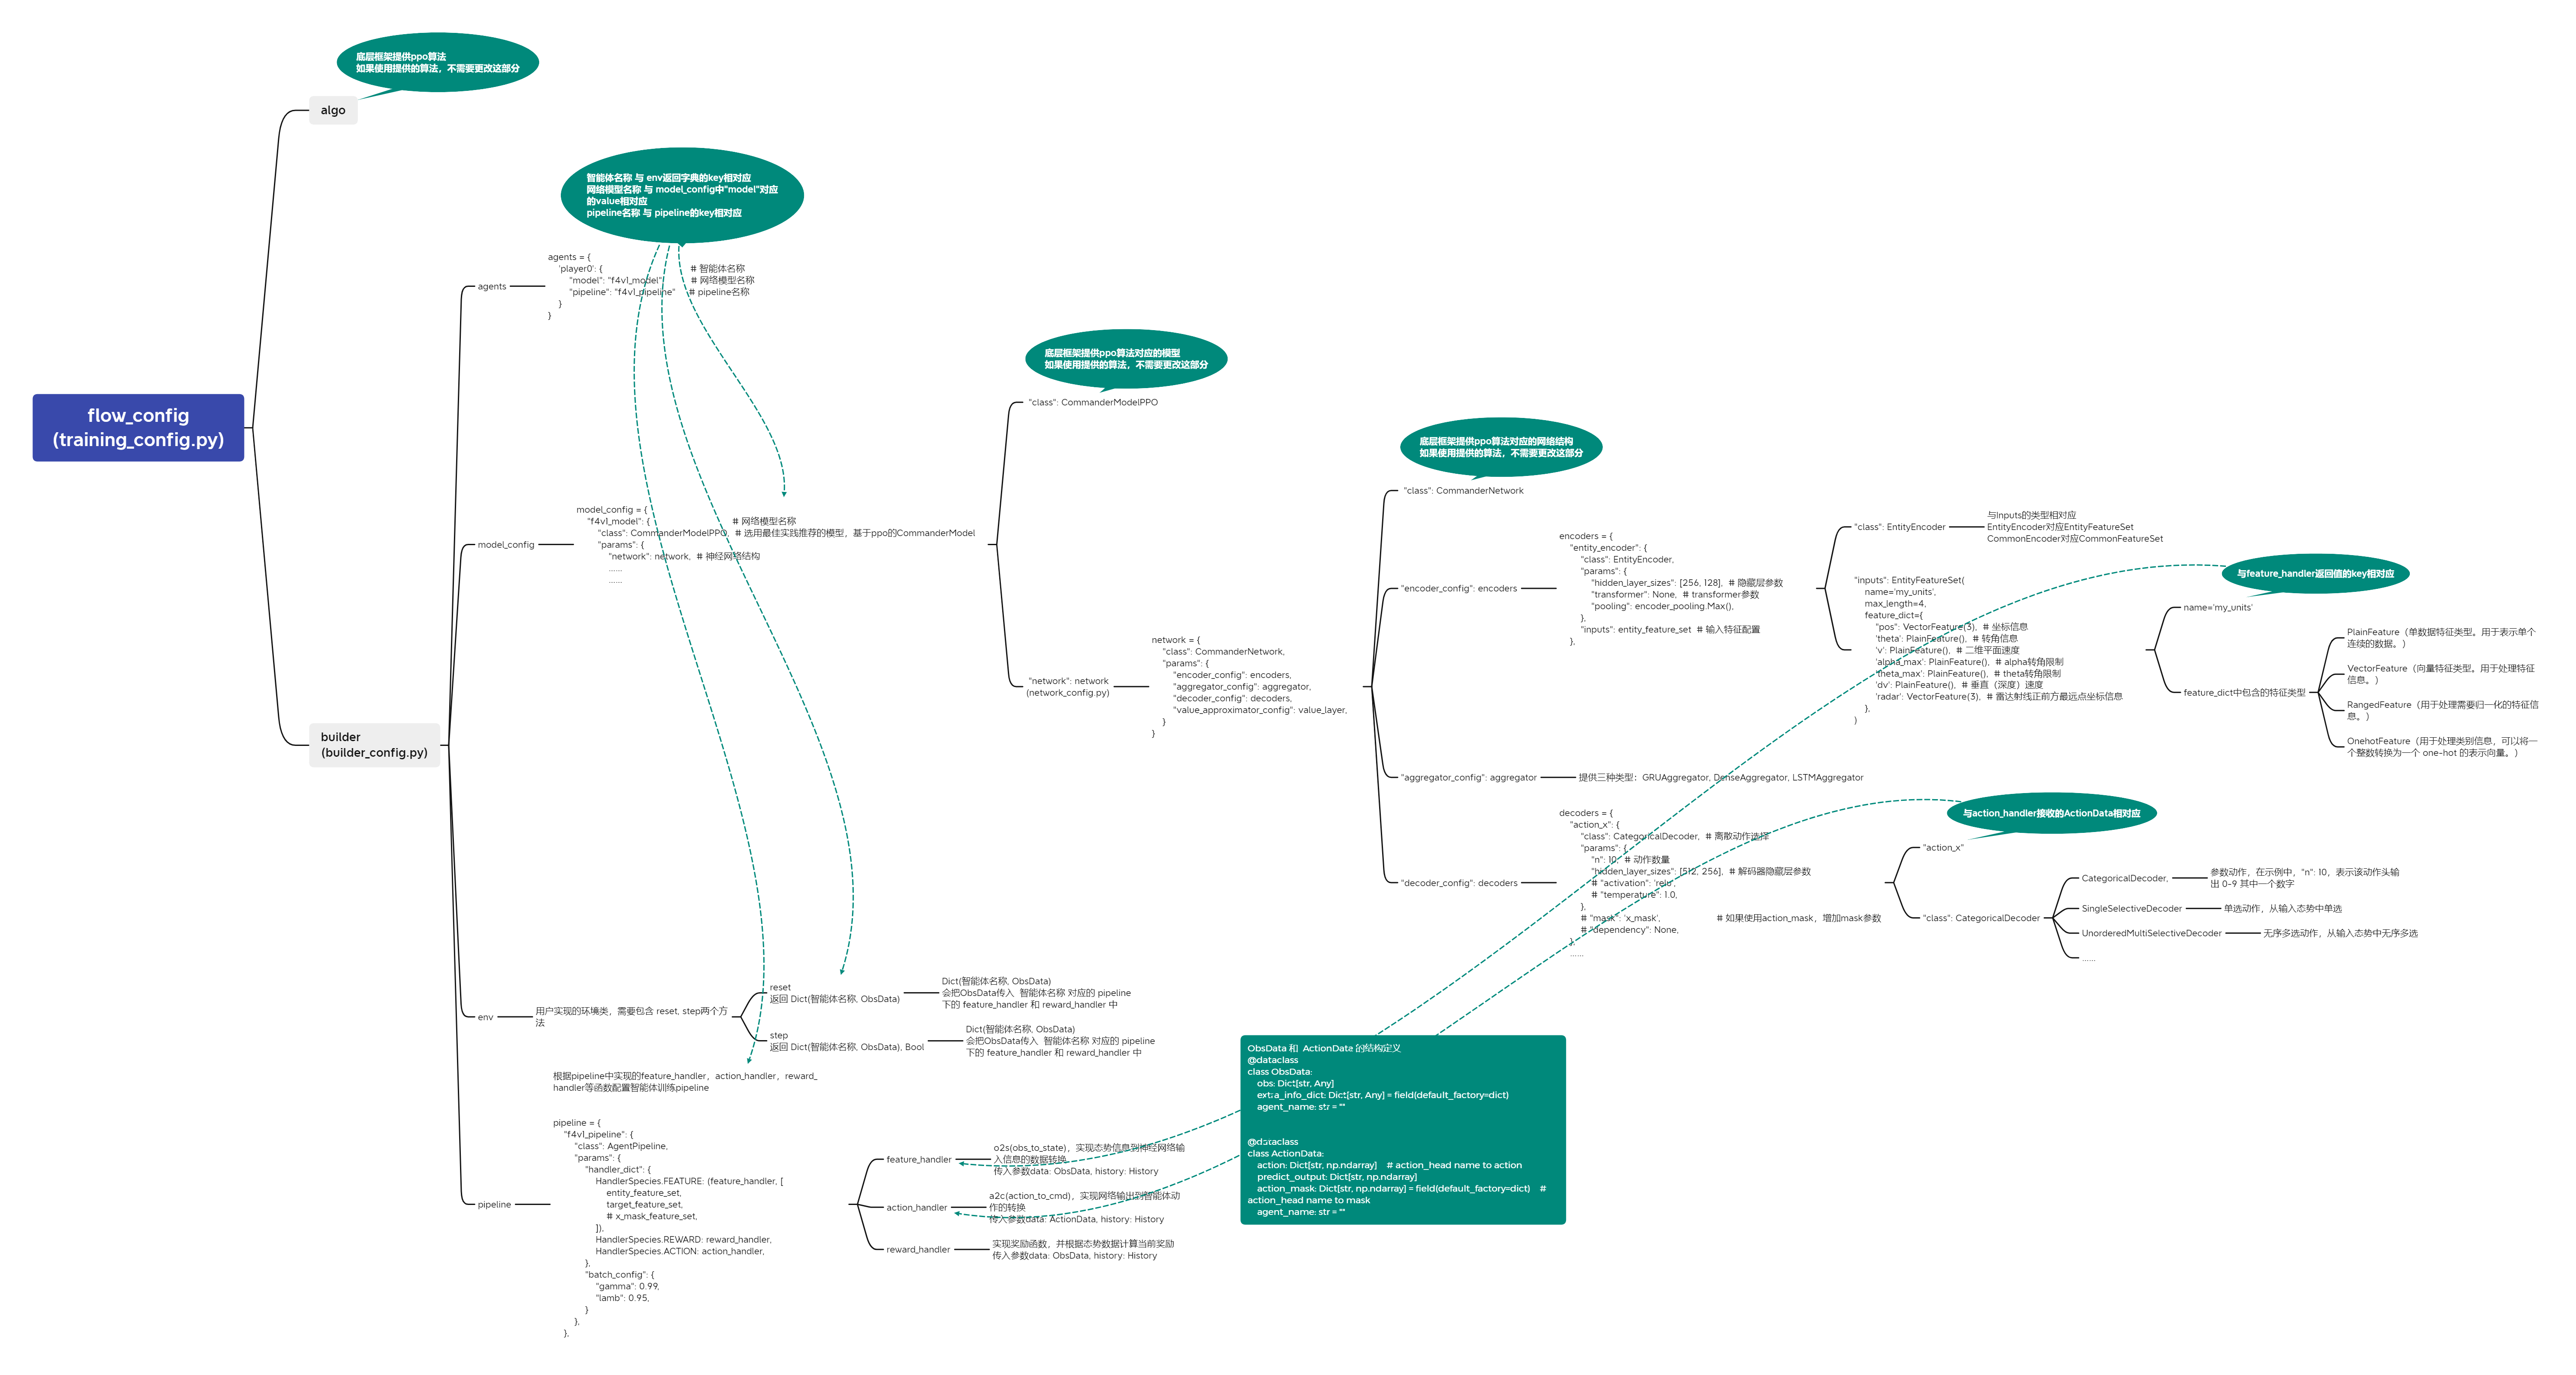 底层框架提供ppo算法
如果使用提供的算法，不需要更改这部分
algo
智能体名称 与 env返回字典的key相对应
网络模型名称 与 model_config中"model"对应
的value相对应
pipeline名称 与 pipeline的key相对应
agents
agents = {
'player0': { # 智能体名称
"model": "f4v1_model" # 网络模型名称
"pipeline": "f4v1_pipeline" # pipeline名称
}
}
flow_config
(training_config.py)
builder
(builder_config.py)
model_config
model_config = {
"f4v1_model": { # 网络模型名称
"class": CommanderModelPPO, # 选用最佳实践推荐的模型，基于ppo的CommanderModel
"params": {
"network": network, # 神经网络结构
......
......
底层框架提供ppo算法对应的模型
如果使用提供的算法，不需要更改这部分
"class": CommanderModelPPO
"network": network
(network_config.py)
network = {
"class": CommanderNetwork,
"params": {
"encoder_config": encoders,
"aggregator_config": aggregator,
"decoder_config": decoders,
"value_approximator_config": value_layer,
}
}
底层框架提供ppo算法对应的网络结构
如果使用提供的算法，不需要更改这部分
"class": CommanderNetwork
"encoder_config": encoders
encoders = {
"entity_encoder": {
"class": EntityEncoder,
"params": {
"hidden_layer_sizes": [256, 128], # 隐藏层参数
"transformer": None, # transformer参数
"pooling": encoder_pooling.Max(),
},
"inputs": entity_feature_set # 输入特征配置
},
"class": EntityEncoder
与Inputs的类型相对应
EntityEncoder对应EntityFeatureSet
CommonEncoder对应CommonFeatureSet
"inputs": EntityFeatureSet(
name='my_units',
max_length=4,
feature_dict={
"pos": VectorFeature(3), # 坐标信息
'theta': PlainFeature(), # 转角信息
'v': PlainFeature(), # 二维平面速度
'alpha_max': PlainFeature(), # alpha转角限制
'theta_max': PlainFeature(), # theta转角限制
'dv': PlainFeature(), # 垂直（深度）速度
'radar': VectorFeature(3), # 雷达射线正前方最远点坐标信息
},
)
与feature_handler返回值的key相对应
name='my_units'
feature_dict中包含的特征类型
PlainFeature（单数据特征类型。用于表示单个
连续的数据。）
VectorFeature（向量特征类型。用于处理特征
信息。）
RangedFeature（用于处理需要归一化的特征信
息。）
OnehotFeature（用于处理类别信息，可以将一
个整数转换为一个 one-hot 的表示向量。）
"aggregator_config": aggregator
提供三种类型：GRUAggregator, DenseAggregator, LSTMAggregator
"decoder_config": decoders
decoders = {
"action_x": {
"class": CategoricalDecoder, # 离散动作选择
"params": {
"n": 10, # 动作数量
"hidden_layer_sizes": [512, 256], # 解码器隐藏层参数
# "activation": 'relu',
# "temperature": 1.0,
},
# "mask": 'x_mask', # 如果使用action_mask，增加mask参数
# "dependency": None,
},
......
与action_handler接收的ActionData相对应
"action_x"
"class": CategoricalDecoder
CategoricalDecoder,
参数动作，在示例中，"n": 10，表示该动作头输
出 0-9 其中一个数字
SingleSelectiveDecoder
单选动作，从输入态势中单选
UnorderedMultiSelectiveDecoder
无序多选动作，从输入态势中无序多选
......
env
用户实现的环境类，需要包含 reset, step两个方
法
reset
返回 Dict(智能体名称, ObsData)
Dict(智能体名称, ObsData)
会把ObsData传入 智能体名称 对应的 pipeline
下的 feature_handler 和 reward_handler 中
step
返回 Dict(智能体名称, ObsData), Bool
Dict(智能体名称, ObsData)
会把ObsData传入 智能体名称 对应的 pipeline
下的 feature_handler 和 reward_handler 中
pipeline
根据pipeline中实现的feature_handler，action_handler，reward_
handler等函数配置智能体训练pipeline
pipeline = {
"f4v1_pipeline": {
"class": AgentPipeline,
"params": {
"handler_dict": {
HandlerSpecies.FEATURE: (feature_handler, [
entity_feature_set,
target_feature_set,
# x_mask_feature_set,
]),
HandlerSpecies.REWARD: reward_handler,
HandlerSpecies.ACTION: action_handler,
},
"batch_config": {
"gamma": 0.99,
"lamb": 0.95,
}
},
},
feature_handler
o2s(obs_to_state)，实现态势信息到神经网络输
入信息的数据转换
传入参数data: ObsData, history: History
action_handler
a2c(action_to_cmd)，实现网络输出到智能体动
作的转换
传入参数data: ActionData, history: History
reward_handler
实现奖励函数，并根据态势数据计算当前奖励
传入参数data: ObsData, history: History
ObsData 和 ActionData 的结构定义
@dataclass
class ObsData:
obs: Dict[str, Any]
extra_info_dict: Dict[str, Any] = field(default_factory=dict)
agent_name: str = ""
@dataclass
class ActionData:
action: Dict[str, np.ndarray] # action_head name to action
predict_output: Dict[str, np.ndarray]
action_mask: Dict[str, np.ndarray] = field(default_factory=dict) #
action_head name to mask
agent_name: str = ""